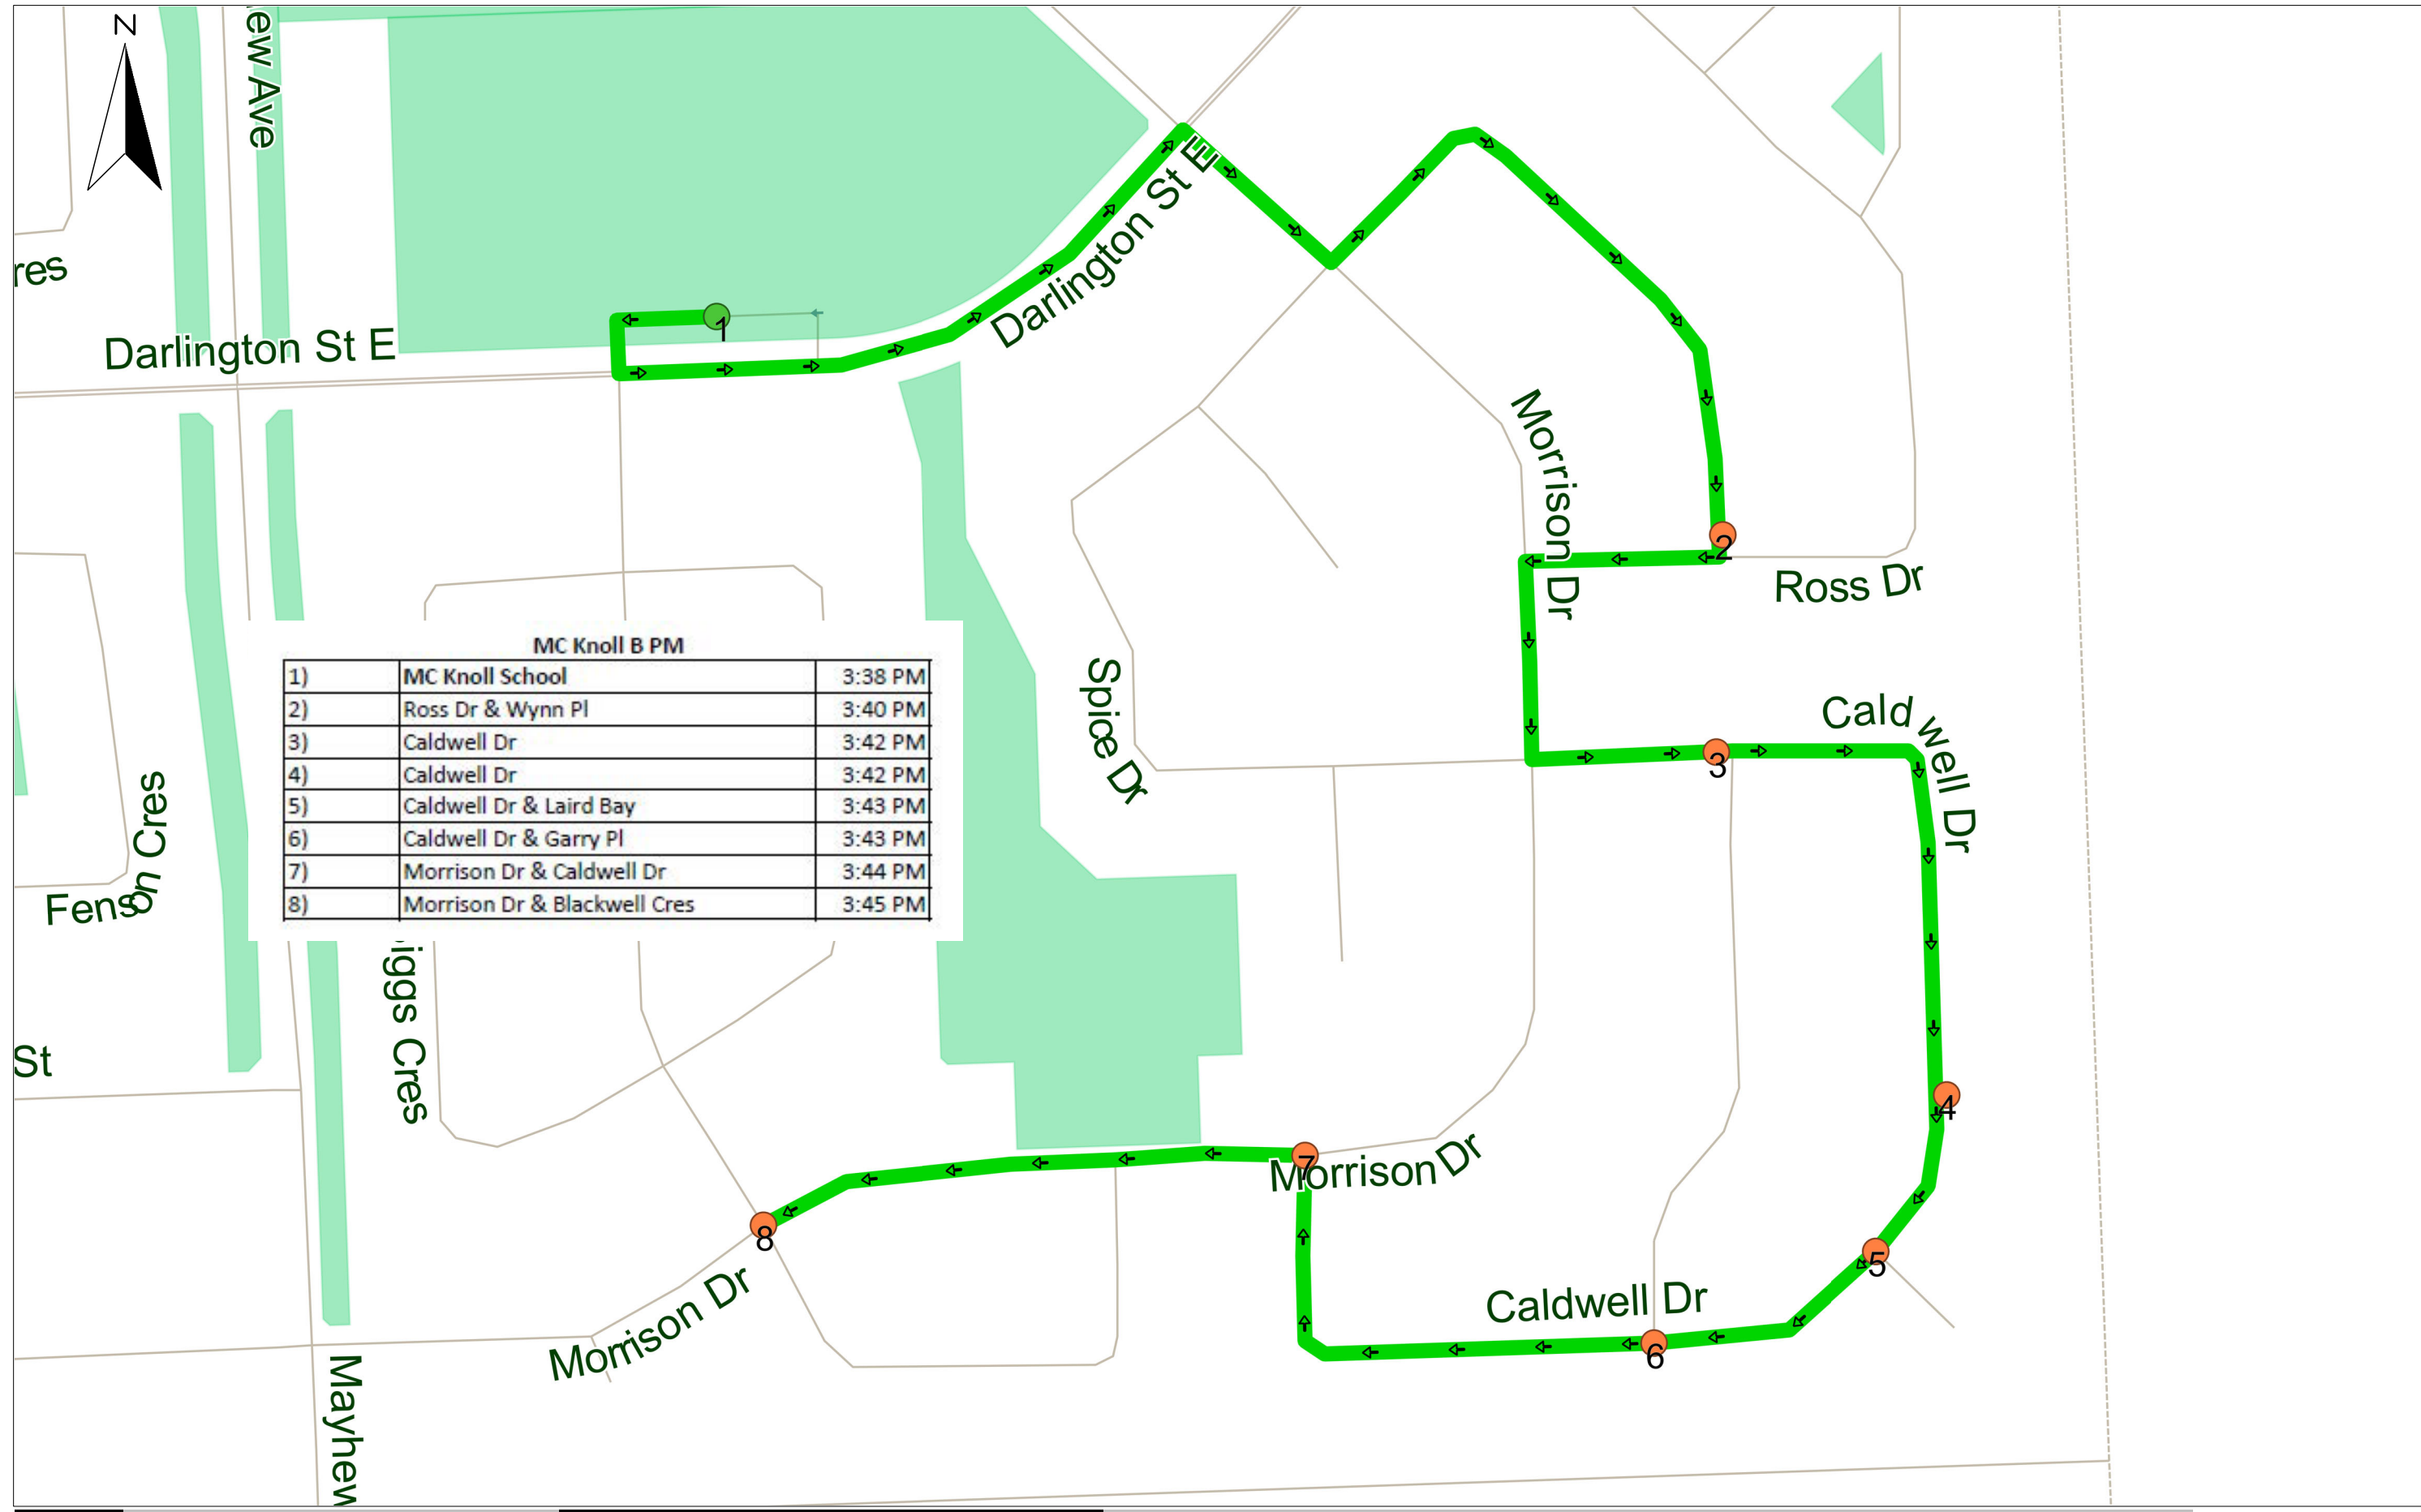 N
ew Ave
res
Darlington St E
Darlington St E
1
2
Morrison Dr
Ross Dr
Spice Dr
Caldwell Dr
3
MC Knoll B PM
1) MC Knoll School 3:38 PM
2) Ross Dr & Wynn Pl 3:40 PM
3) Caldwell Dr 3:42 PM
4) Caldwell Dr 3:42 PM
5) Caldwell Dr & Laird Bay 3:43 PM
6) Caldwell Dr & Garry Pl 3:43 PM
7) Morrison Dr & Caldwell Dr 3:44 PM
8) Morrison Dr & Blackwell Cres 3:45 PM
Fenson Cres
iggs Cres
St
4
7
Morrison Dr
8
5
Caldwell Dr
6
Morrison Dr
Mayhew